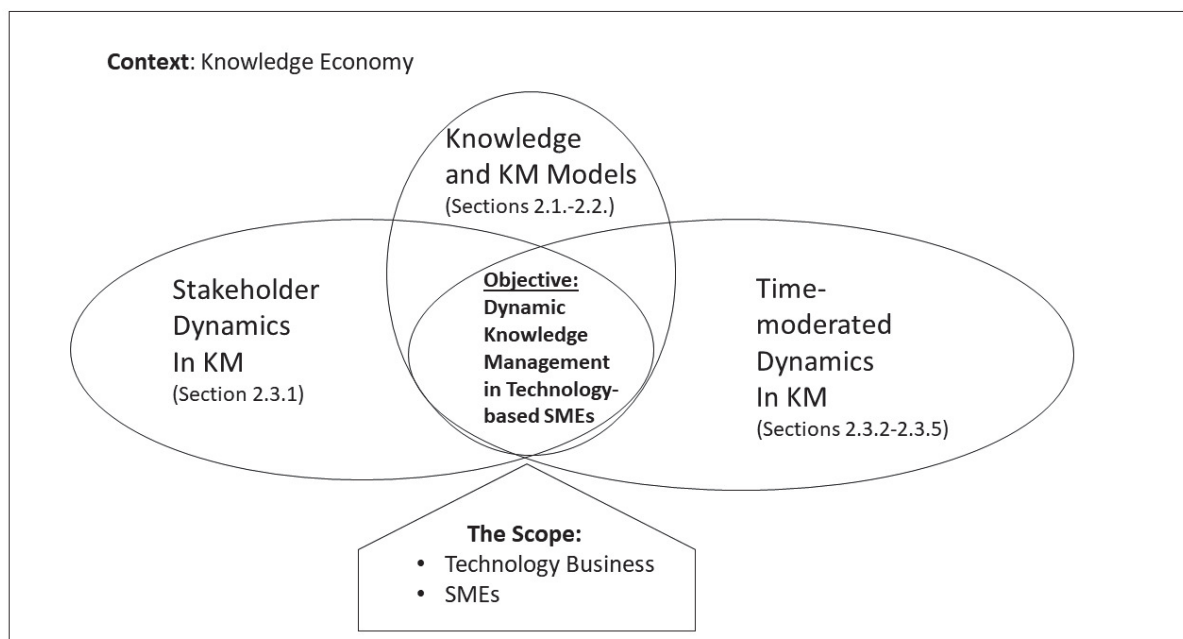 Context: Knowledge Economy
Knowledge
and KM Models
(Sections 2.1.-2.2.)
Stakeholder
Dynamics
In KM
(Section 2.3.1)
Objective:
Dynamic
Knowledge
Management
in Technology-
based SMEs
Time-
moderated
Dynamics
In KM
(Sections 2.3.2-2.3.5)
The Scope:
• Technology Business
• SMEs